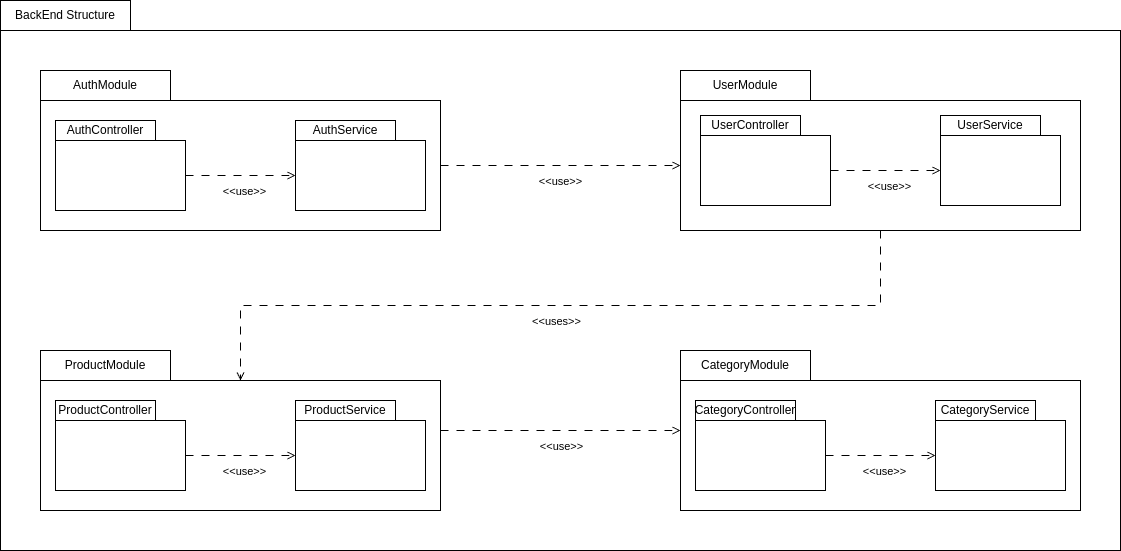 BackEnd Structure
AuthModule
UserModule
AuthController
AuthService
UserController
UserService
<<use>>
<<use>>
<<use>>
<<uses>>
ProductModule
CategoryModule
ProductController
ProductService
CategoryController
CategoryService
<<use>>
<<use>>
<<use>>